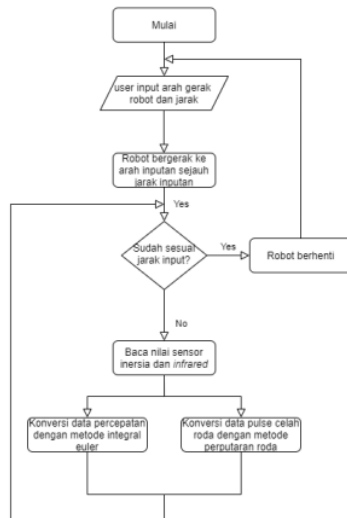 Mulai
user input arah gerak
robot dan jarak
Robot bergerak ke
arah inputan sejauh
jarak inputan
Yes
Sudah sesuai
jarak input?
Yes
Robot berhenti
No
Baca nilai sensor
inersia dan infrared
Konversi data percepatan
dengan metode integral
euler
Konversi data pulse celah
roda dengan metode
perputaran roda